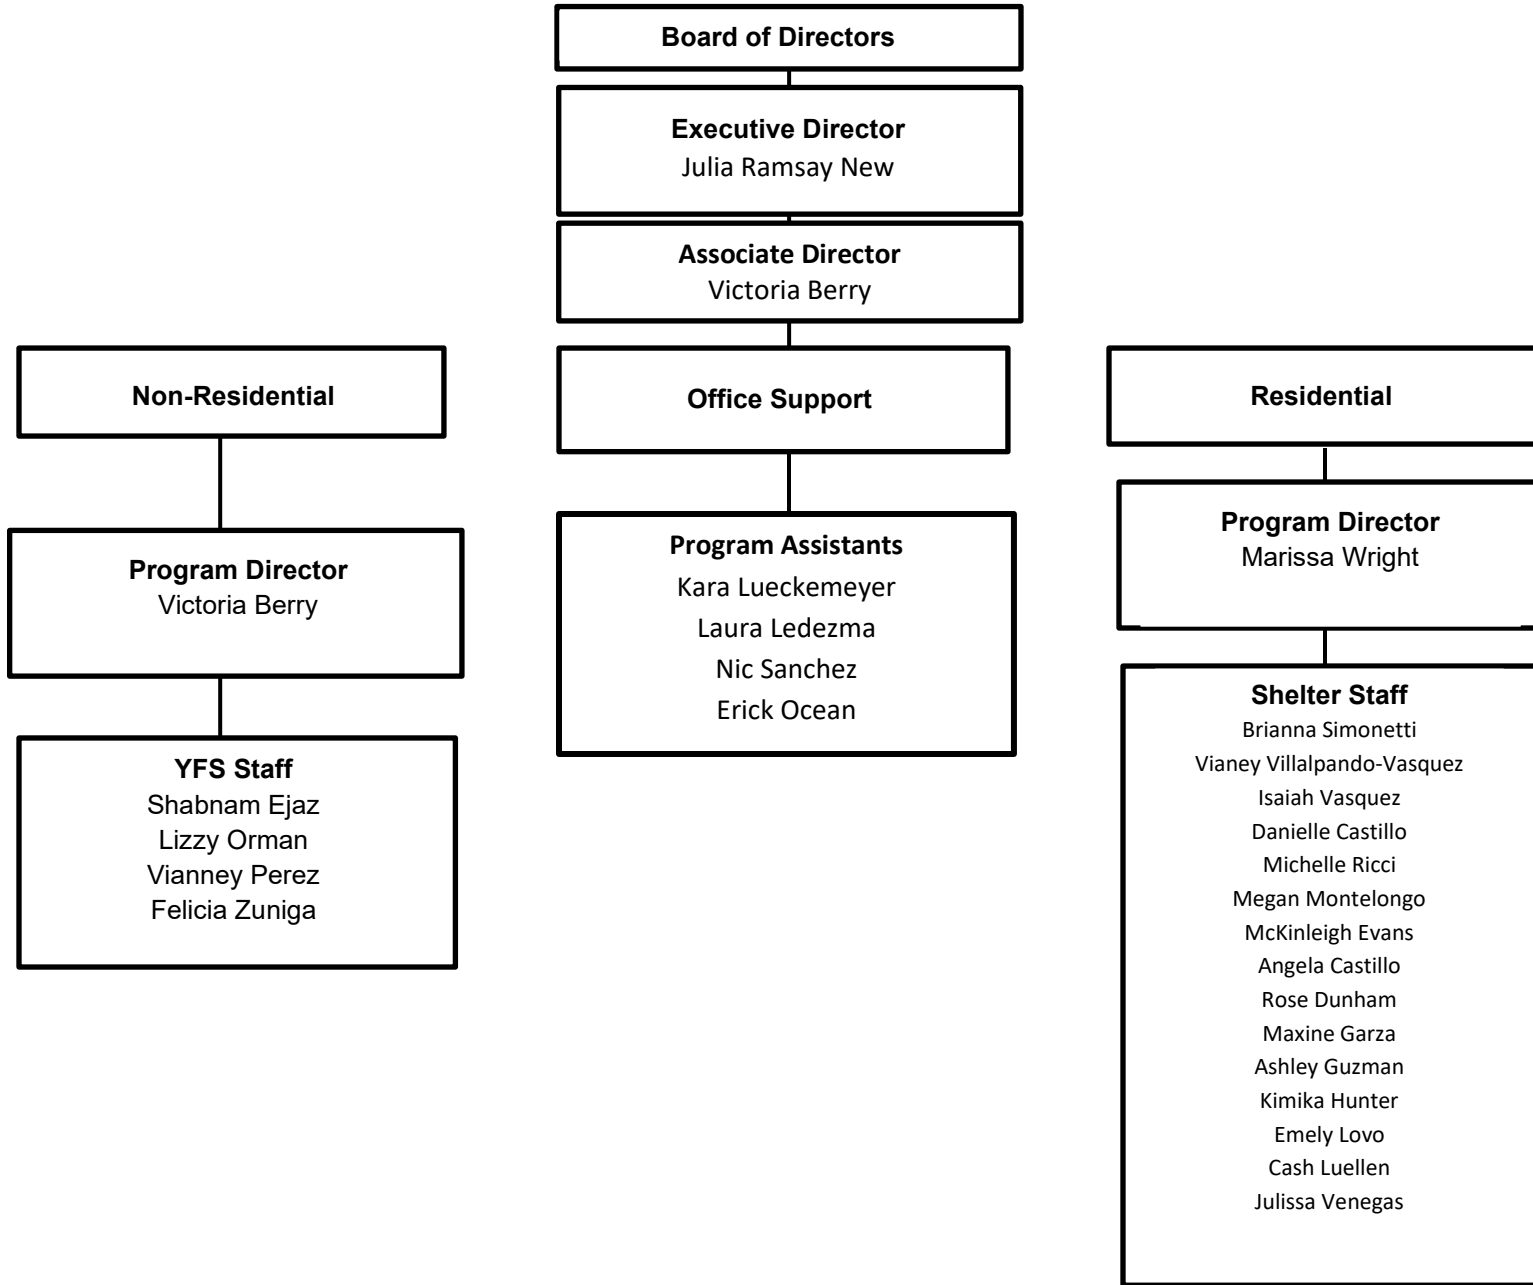 Board of Directors
Executive Director
Julia Ramsay New
Associate Director
Victoria Berry
Non-Residential
Program Director
Victoria Berry
YFS Staff
Shabnam Ejaz
Lizzy Orman
Vianney Perez
Felicia Zuniga
Office Support
Program Assistants
Kara Lueckemeyer
Laura Ledezma
Nic Sanchez
Erick Ocean
Residential
Program Director
Marissa Wright
Shelter Staff
Brianna Simonetti
Vianey Villalpando-Vasquez
Isaiah Vasquez
Danielle Castillo
Michelle Ricci
Megan Montelongo
McKinleigh Evans
Angela Castillo
Rose Dunham
Maxine Garza
Ashley Guzman
Kimika Hunter
Emely Lovo
Cash Luellen
Julissa Venegas